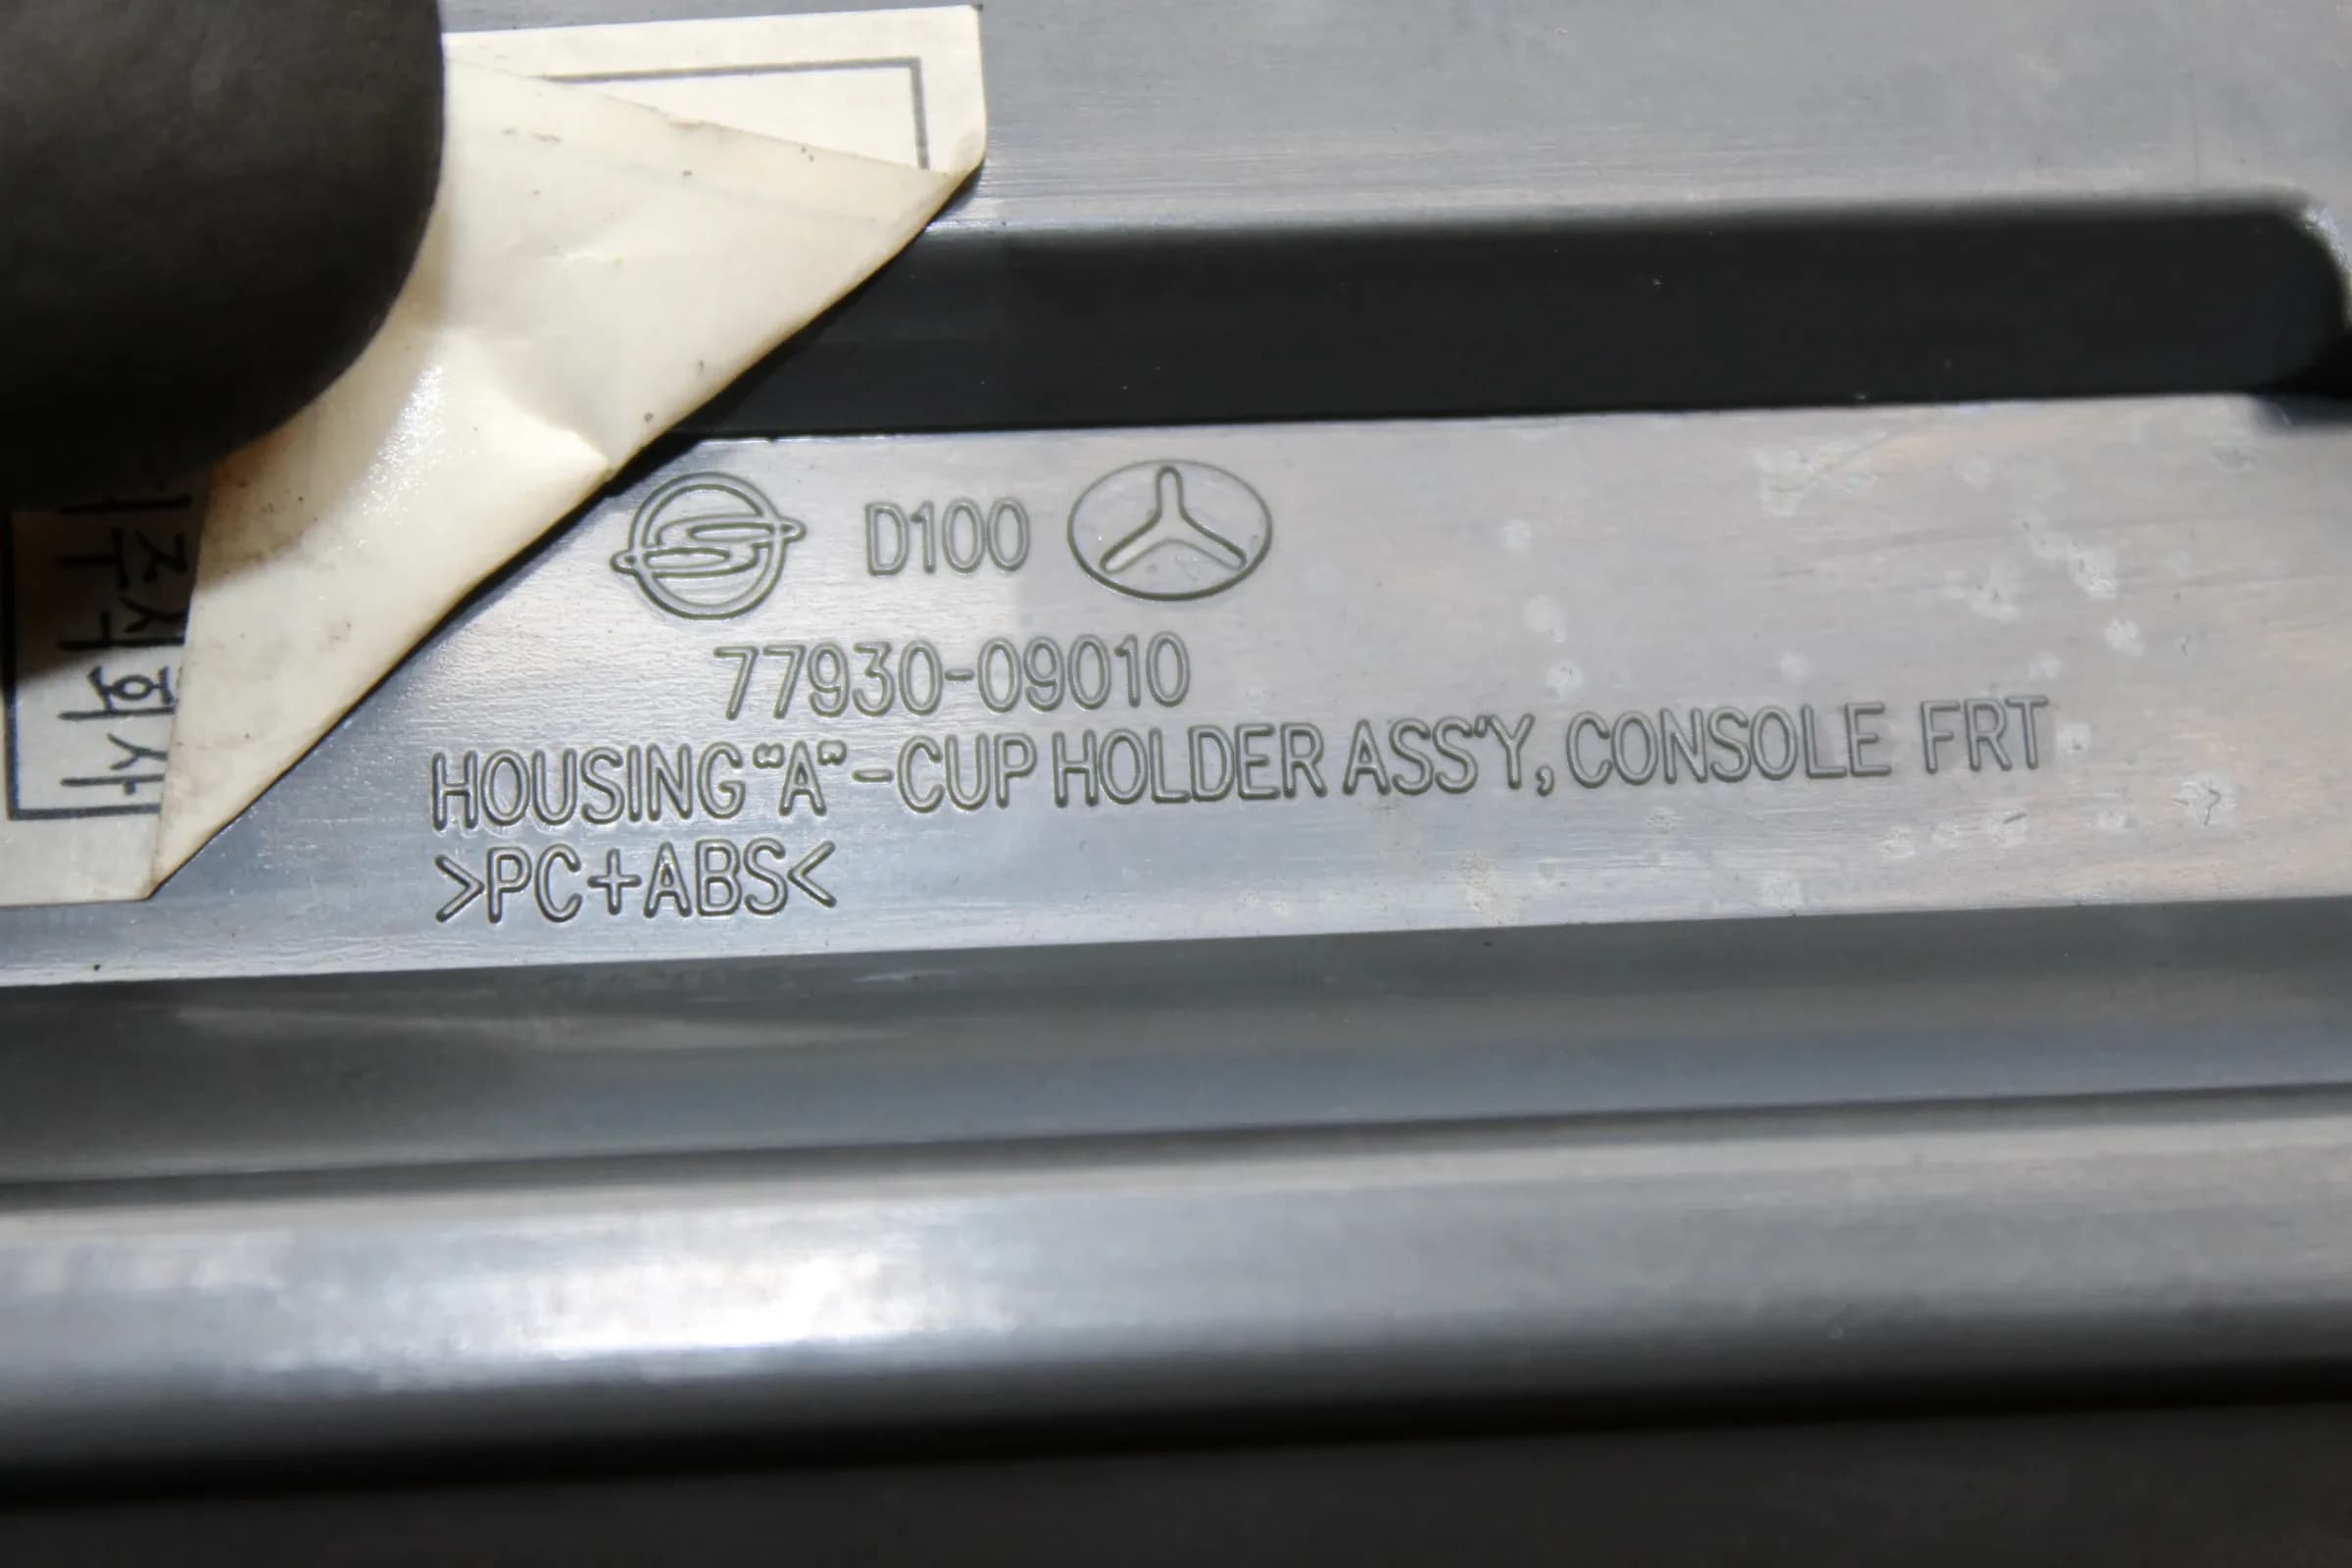 D100
77930-09010
HOUSING "A"-CUP HOLDER ASS'Y, CONSOLE FRT
>PC+ABS<